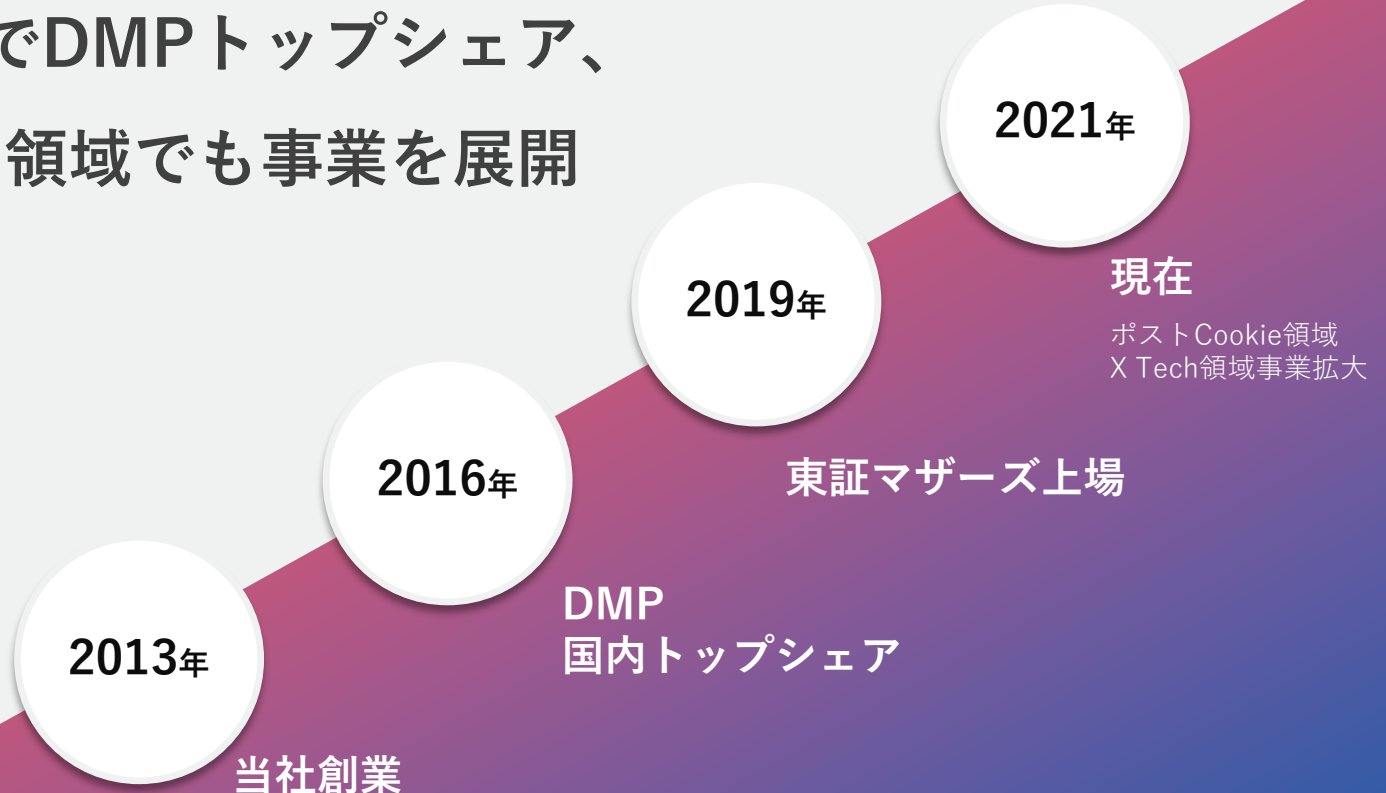 でDMPトップシェア、
領域でも事業を展開
2021年
現在
ポストCookie領域
X Tech領域事業拡大
2019年
東証マザーズ上場
2016年
DMP
国内トップシェア
2013年
当社創業